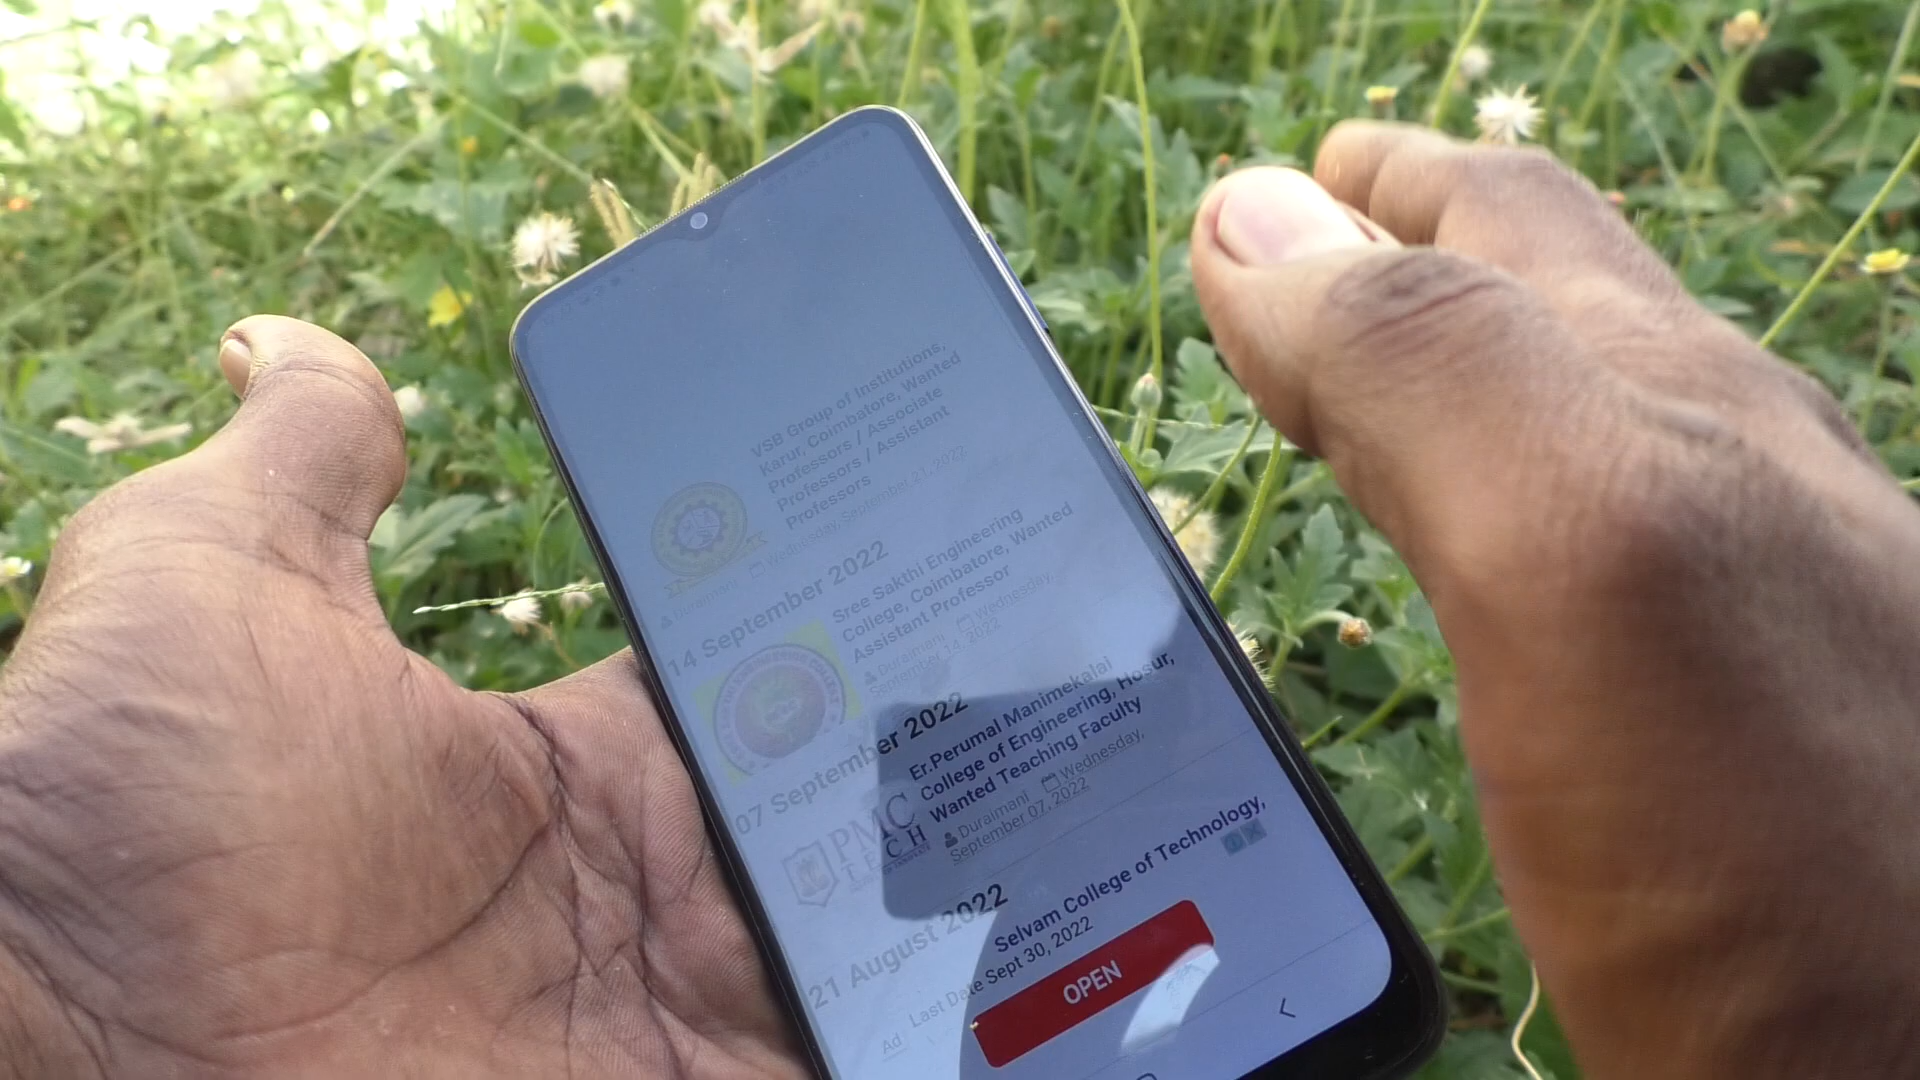 VSB Group of Institutions,
Karur, Coimbatore, Wanted
Professors / Associate
Professors / Assistant
Professors
Duraimani Wednesday, September 21, 2022
14 September 2022
Sree Sakthi Engineering
College, Coimbatore, Wanted
Assistant Professor
Duraimani Wednesday,
September 14, 2022
07 September 2022
Er.Perumal Manimekalai
College of Engineering, Hosur,
Wanted Teaching Faculty
Duraimani Wednesday,
September 07, 2022
PMC
TECH
21 August 2022
Selvam College of Technology,
Last Date Sept 30, 2022
Ad
OPEN